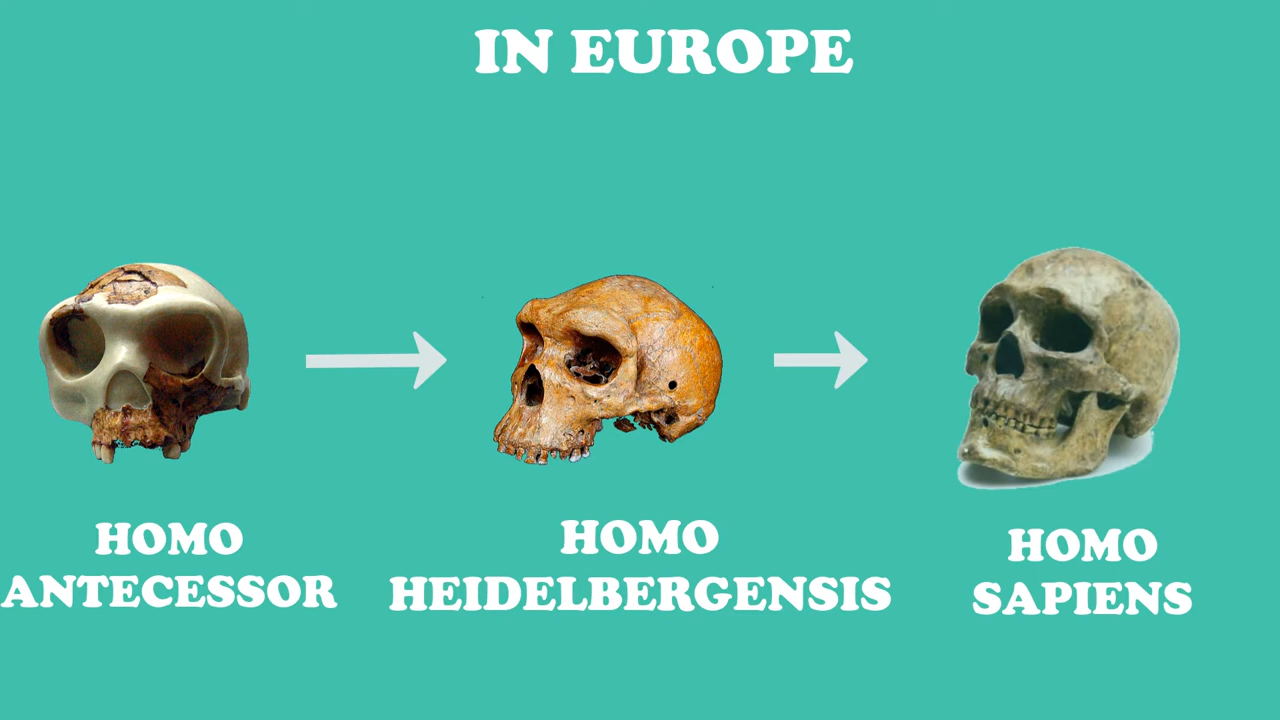 IN EUROPE
HOMO
ANTECESSOR
HOMO
HEIDELBERGENSIS
HOMO
SAPIENS